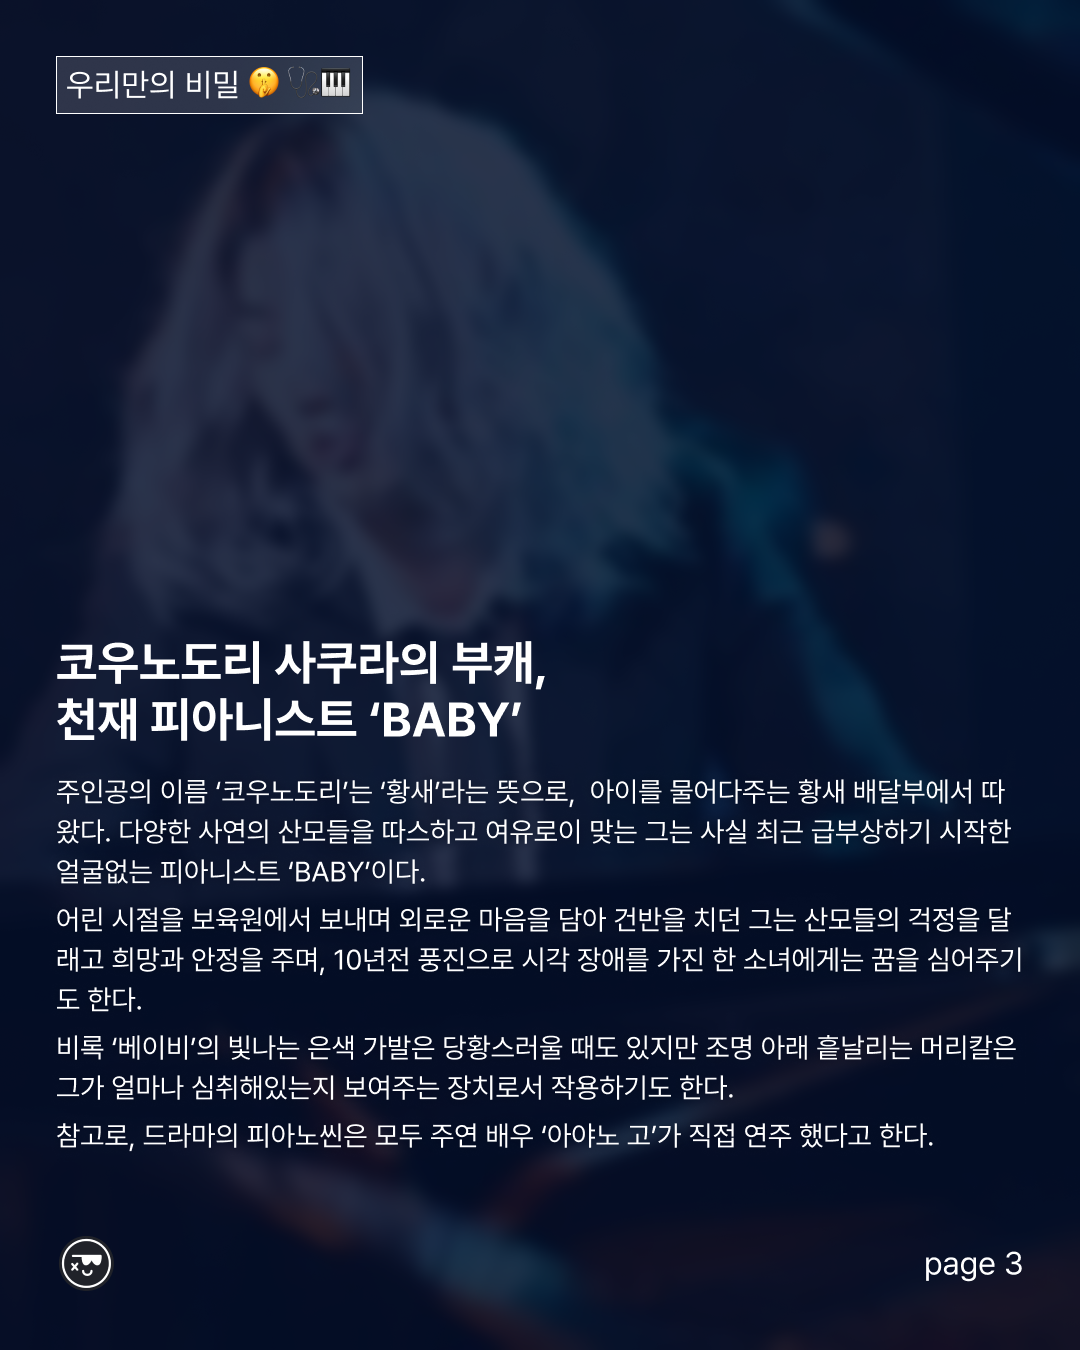 우리만의 비밀 🤫🩺🎹
코우노도리 사쿠라의 부캐,
천재 피아니스트 ‘BABY’
주인공의 이름 ‘코우노도리’는 ‘황새’라는 뜻으로,  아이를 물어다주는 황새 배달부에서 따
왔다. 다양한 사연의 산모들을 따스하고 여유로이 맞는 그는 사실 최근 급부상하기 시작한
얼굴없는 피아니스트 ‘BABY’이다.
어린 시절을 보육원에서 보내며 외로운 마음을 담아 건반을 치던 그는 산모들의 걱정을 달
래고 희망과 안정을 주며, 10년전 풍진으로 시각 장애를 가진 한 소녀에게는 꿈을 심어주기
도 한다.
비록 ‘베이비’의 빛나는 은색 가발은 당황스러울 때도 있지만 조명 아래 흩날리는 머리칼은
그가 얼마나 심취해있는지 보여주는 장치로서 작용하기도 한다.
참고로, 드라마의 피아노씬은 모두 주연 배우 ‘아야노 고’가 직접 연주 했다고 한다.
page 3